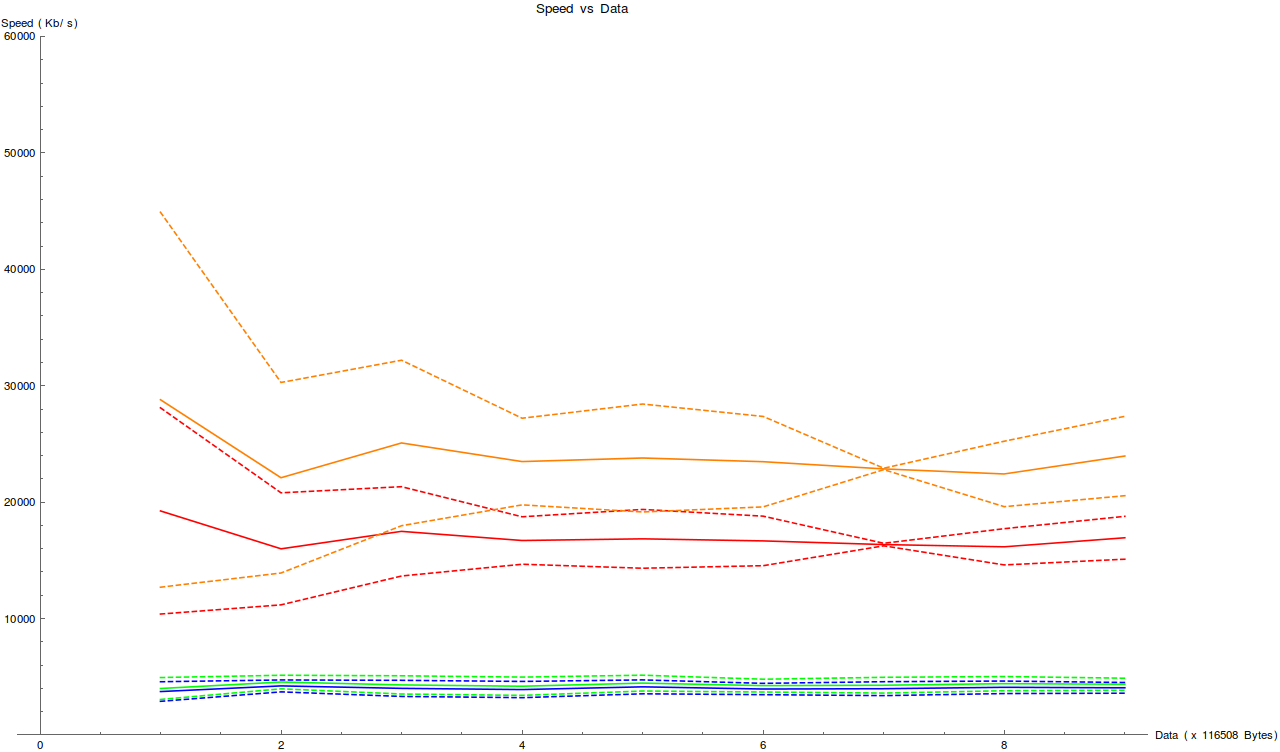 Speed vs Data
Speed ( Kb/ s)
60000
50000
40000
30000
20000
10000
0 2 4 6 8
Data ( x 116508 Bytes)